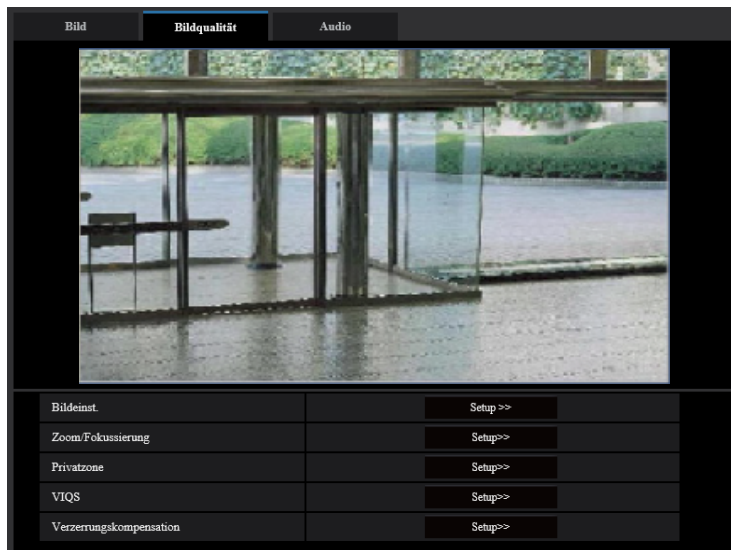 Bild Bildqualität Audio
Bildeinst. Setup >>
Zoom/Fokussierung Setup>>
Privatzone Setup>>
VIQS Setup>>
Verzerrungskompensation Setup>>